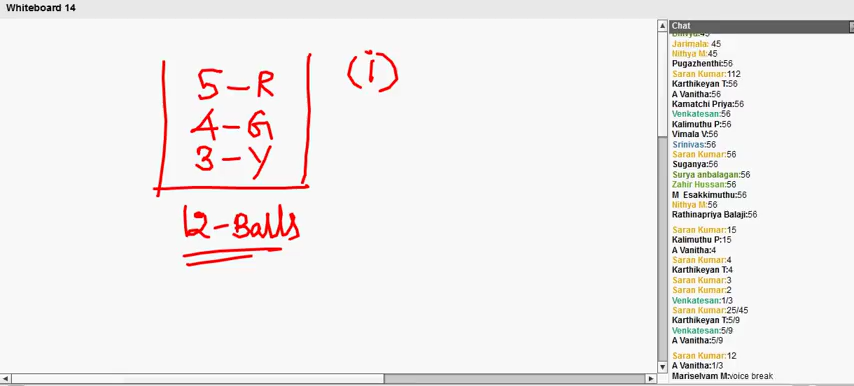 Whiteboard 14
5 - R (i)
4 - G
3 - Y
12 - Balls
Chat
Jarimala: 45
Nithya M:45
Pugazhenthi:56
Saran Kumar:112
Karthikeyan T:56
A Vanitha:56
Kamatchi Priya:56
Venkatesan:56
Kalimuthu P:56
Vimala V:56
Srinivas:56
Saran Kumar:56
Suganya:56
Surya anbalagan:56
Zahir Hussan:56
M Esakkimuthu:56
Nithya M:56
Rathinapriya Balaji:56
Saran Kumar:15
Kalimuthu P:15
A Vanitha:4
Saran Kumar:4
Karthikeyan T:4
Saran Kumar:3
Saran Kumar:2
Venkatesan:1/3
Saran Kumar:25/45
Karthikeyan T:5/9
Venkatesan:5/9
A Vanitha:5/9
Saran Kumar:12
A Vanitha:1/3
Mariselvam M:voice break